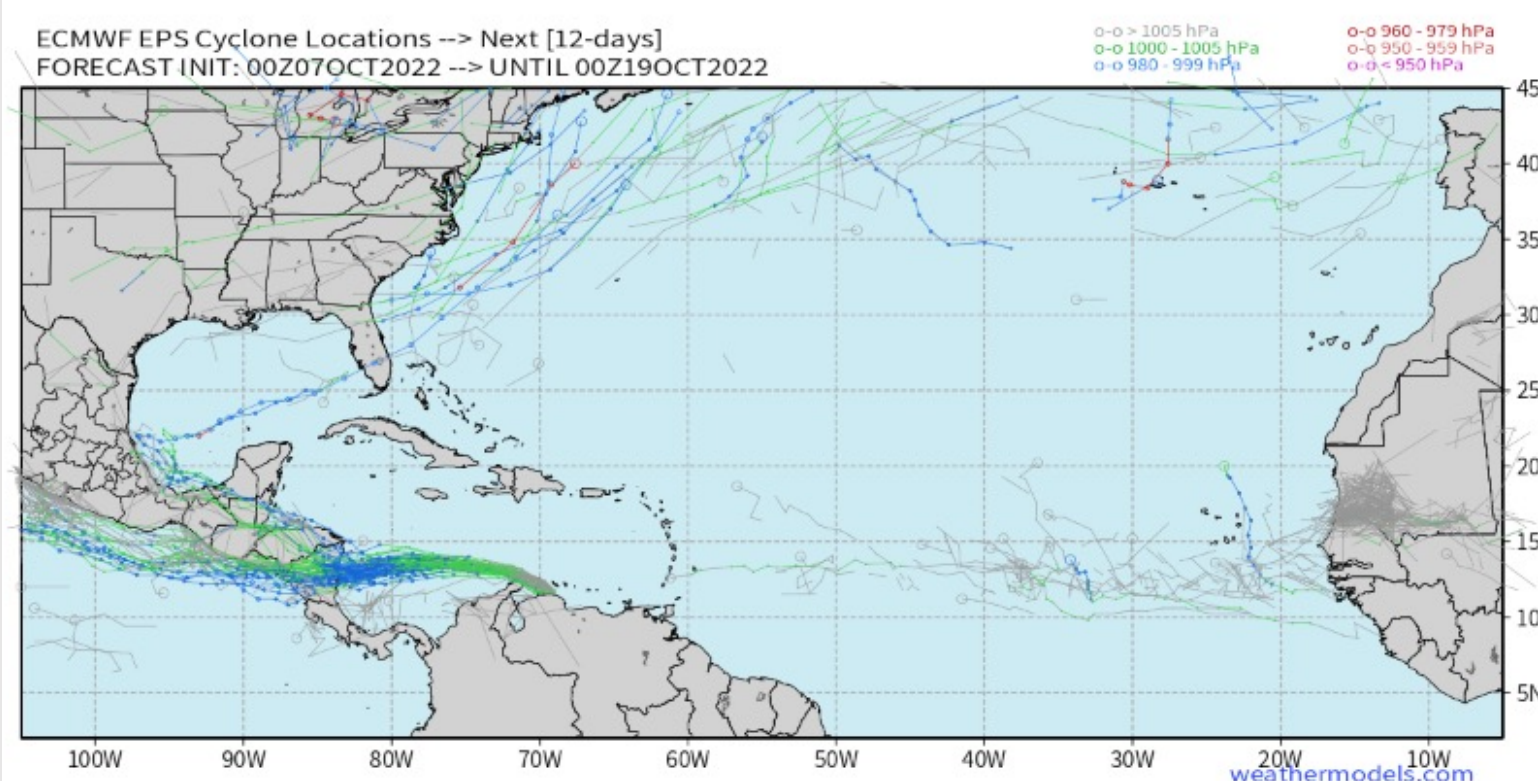 ECMWF EPS Cyclone Locations --> Next [12-days]
FORECAST INIT: 00Z07OCT2022 --> UNTIL 00Z19OCT2022
o-o > 1005 hPa
o-o 1000 - 1005 hPa
o-o 980 - 999 hPa
o-o 960 - 979 hPa
o-o 950 - 959 hPa
o-o < 950 hPa
45
40
35
30
25
20
15
10
5N
100W 90W 80W 70W 60W 50W 40W 30W 20W 10W
weathermodels.com